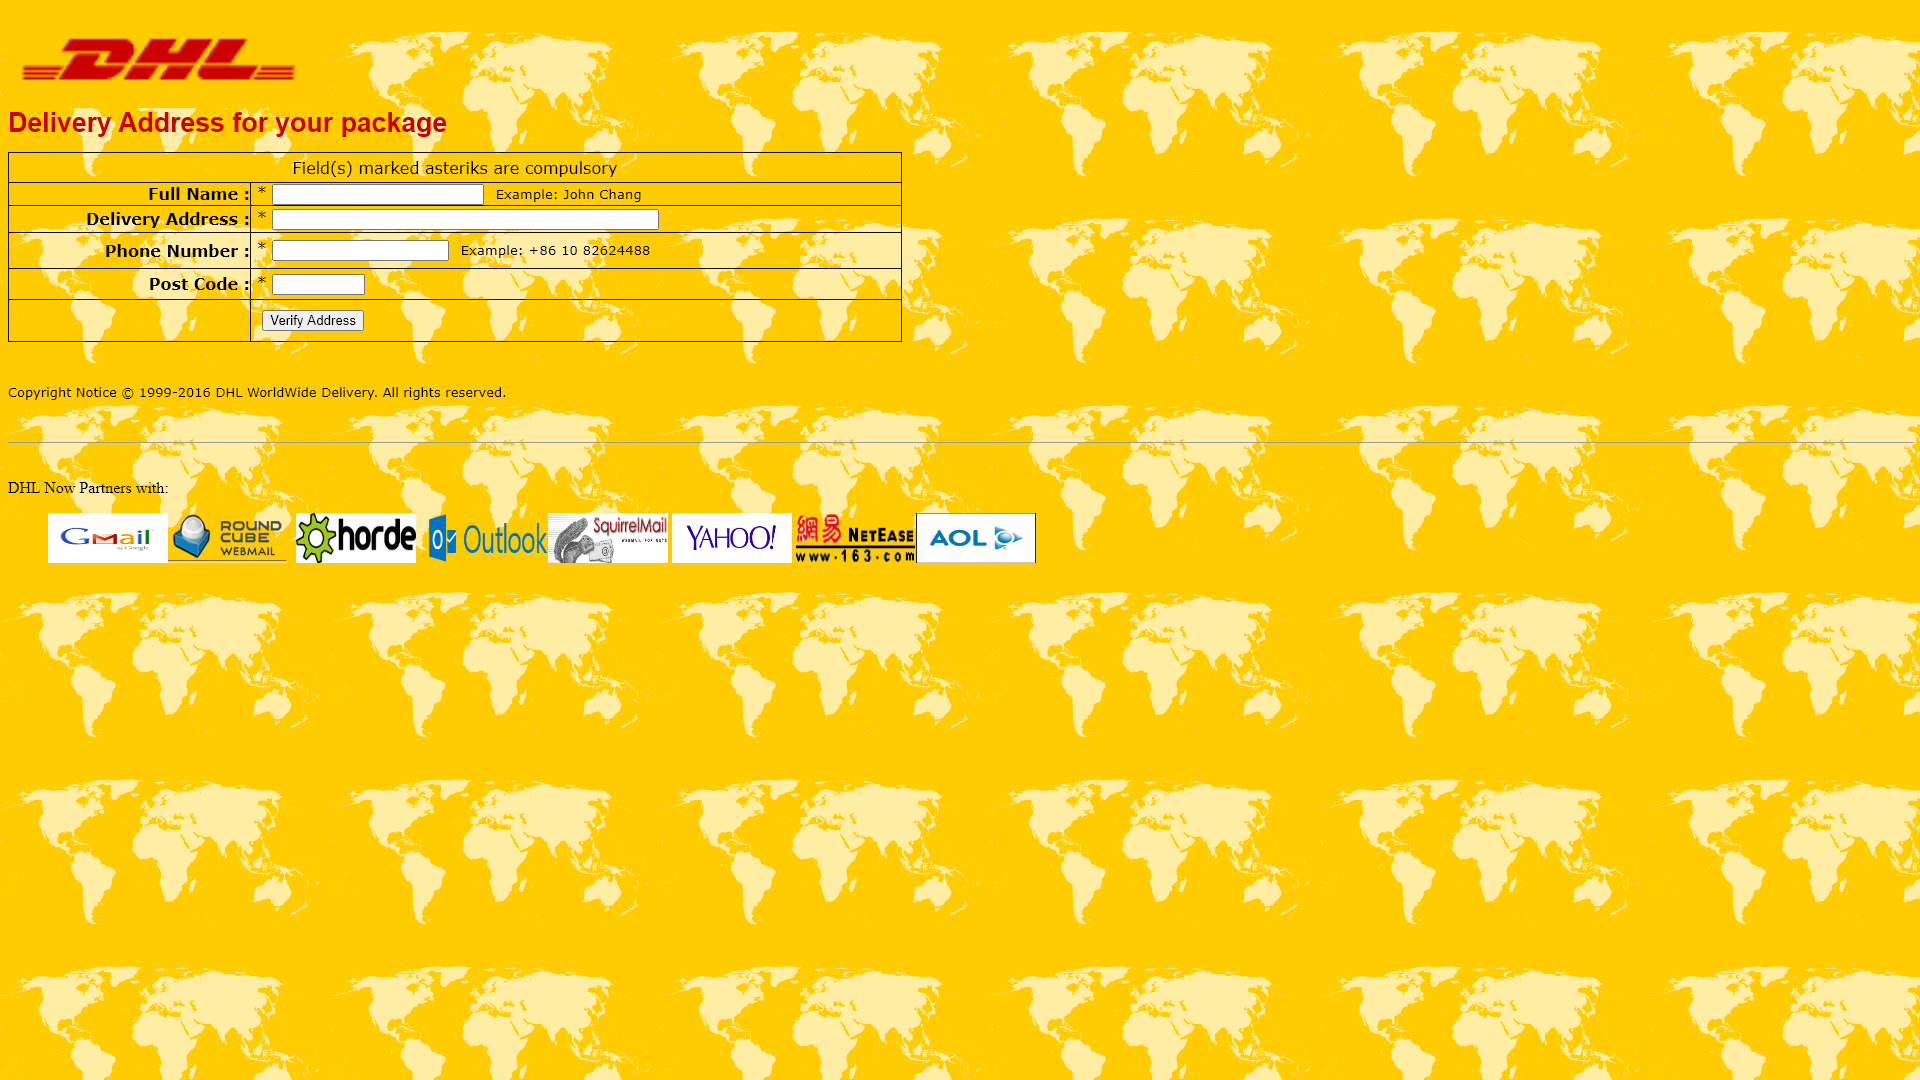 DHL
Delivery Address for your package
Field(s) marked asteriks are compulsory
Full Name : * Example: John Chang
Delivery Address : *
Phone Number : * Example: +86 10 82624488
Post Code : *
Verify Address
Copyright Notice © 1999-2016 DHL WorldWide Delivery. All rights reserved.
DHL Now Partners with:
Gmail by Google
ROUND CUBE WEBMAIL
horde
Outlook
SquirrelMail
YAHOO!
網易 NETEASE
www.163.com
AOL